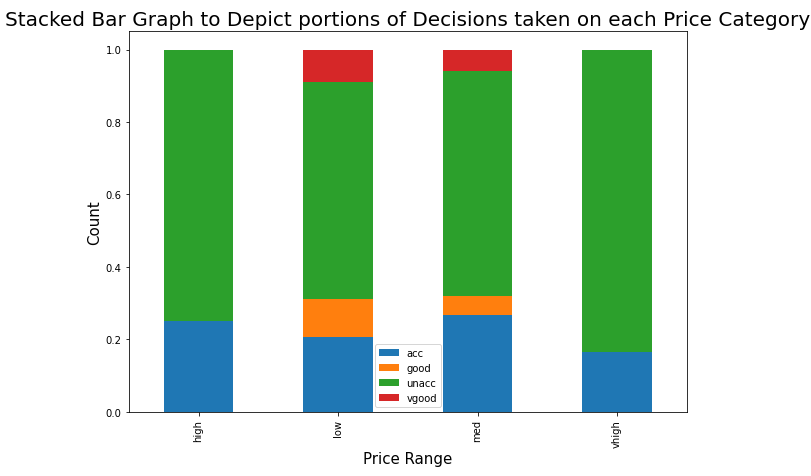 Stacked Bar Graph to Depict portions of Decisions taken on each Price Category
1.0
0.8
0.6
0.4
0.2
0.0
Count
acc
good
unacc
vgood
high
low
med
vhigh
Price Range